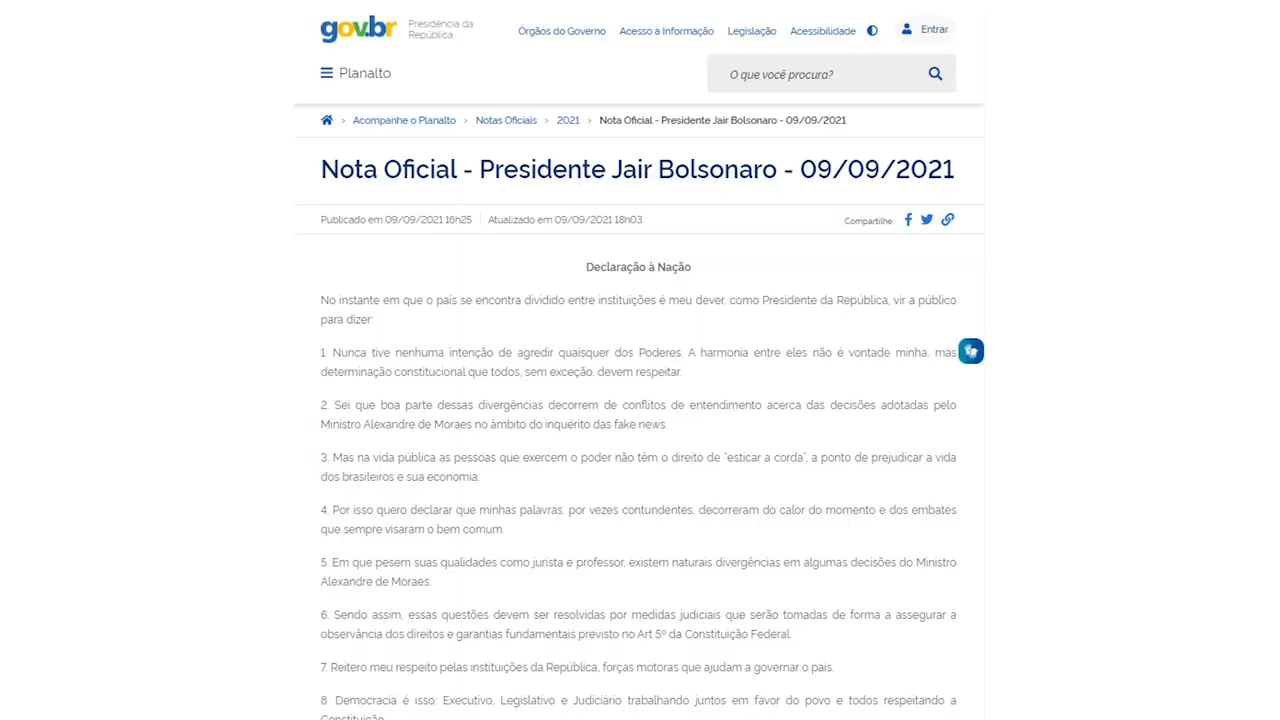 gov.br
Presidência da
República
Órgãos do Governo Acesso à Informação Legislação Acessibilidade Entrar
Planalto
O que você procura?
Acompanhe o Planalto > Notas Oficiais > 2021 > Nota Oficial - Presidente Jair Bolsonaro - 09/09/2021
Nota Oficial - Presidente Jair Bolsonaro - 09/09/2021
Publicado em 09/09/2021 16h25 Atualizado em 09/09/2021 18h03 Compartilhe:
Declaração à Nação
No instante em que o país se encontra dividido entre instituições é meu dever, como Presidente da República, vir a público
para dizer:
1. Nunca tive nenhuma intenção de agredir quaisquer dos Poderes. A harmonia entre eles não é vontade minha, mas
determinação constitucional que todos, sem exceção, devem respeitar.
2. Sei que boa parte dessas divergências decorrem de conflitos de entendimento acerca das decisões adotadas pelo
Ministro Alexandre de Moraes no âmbito do inquérito das fake news.
3. Mas na vida pública as pessoas que exercem o poder não têm o direito de “esticar a corda”, a ponto de prejudicar a vida
dos brasileiros e sua economia.
4. Por isso quero declarar que minhas palavras, por vezes contundentes, decorreram do calor do momento e dos embates
que sempre visaram o bem comum.
5. Em que pesem suas qualidades como jurista e professor, existem naturais divergências em algumas decisões do Ministro
Alexandre de Moraes.
6. Sendo assim, essas questões devem ser resolvidas por medidas judiciais que serão tomadas de forma a assegurar a
observância dos direitos e garantias fundamentais previsto no Art 5º da Constituição Federal.
7. Reitero meu respeito pelas instituições da República, forças motoras que ajudam a governar o país.
8. Democracia é isso: Executivo, Legislativo e Judiciário trabalhando juntos em favor do povo e todos respeitando a
Constituição.